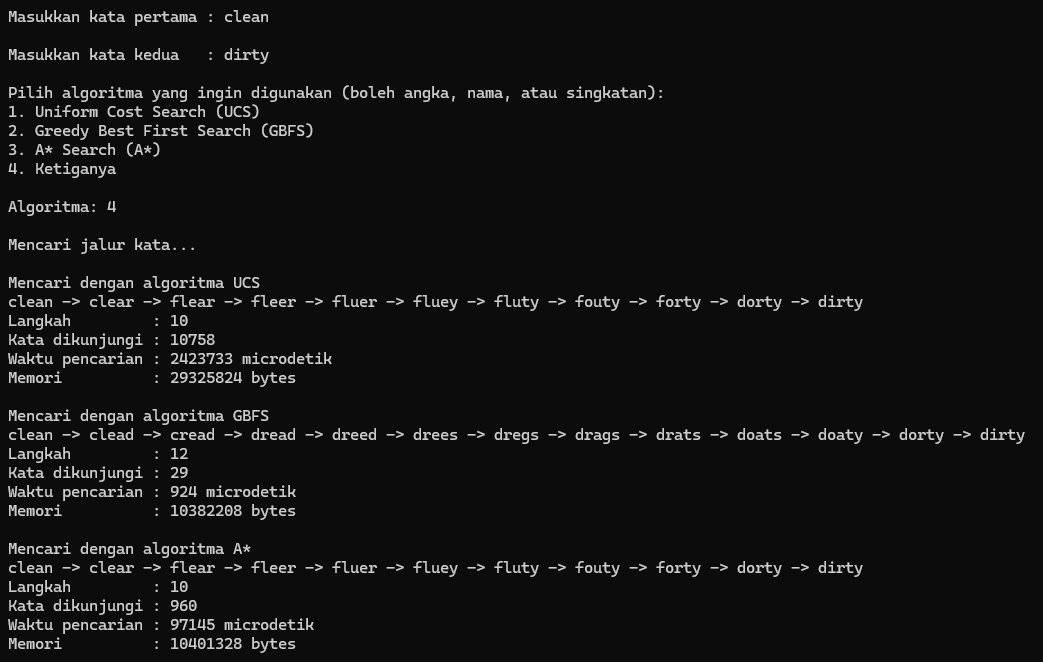 Masukkan kata pertama : clean
Masukkan kata kedua   : dirty
Pilih algoritma yang ingin digunakan (boleh angka, nama, atau singkatan):
1. Uniform Cost Search (UCS)
2. Greedy Best First Search (GBFS)
3. A* Search (A*)
4. Ketiganya
Algoritma: 4
Mencari jalur kata...
Mencari dengan algoritma UCS
clean -> clear -> flear -> fleer -> fluer -> fluey -> fluty -> fouty -> forty -> dorty -> dirty
Langkah         : 10
Kata dikunjungi : 10758
Waktu pencarian : 2423733 microdetik
Memori          : 29325824 bytes
Mencari dengan algoritma GBFS
clean -> clead -> cread -> dread -> dreed -> drees -> dregs -> drags -> drats -> doats -> doaty -> dorty -> dirty
Langkah         : 12
Kata dikunjungi : 29
Waktu pencarian : 924 microdetik
Memori          : 10382208 bytes
Mencari dengan algoritma A*
clean -> clear -> flear -> fleer -> fluer -> fluey -> fluty -> fouty -> forty -> dorty -> dirty
Langkah         : 10
Kata dikunjungi : 960
Waktu pencarian : 97145 microdetik
Memori          : 10401328 bytes